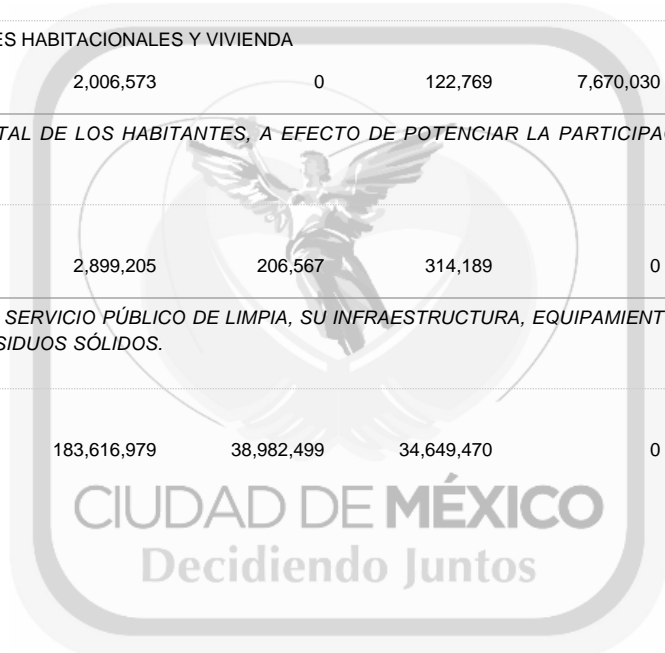 ES HABITACIONALES Y VIVIENDA
2,006,573 0 122,769 7,670,030
TAL DE LOS HABITANTES, A EFECTO DE POTENCIAR LA PARTICIPA
2,899,205 206,567 314,189 0
SERVICIO PÚBLICO DE LIMPIA, SU INFRAESTRUCTURA, EQUIPAMIENT
SIDUOS SÓLIDOS.
183,616,979 38,982,499 34,649,470 0
CIUDAD DE MÉXICO
Decidiendo Juntos